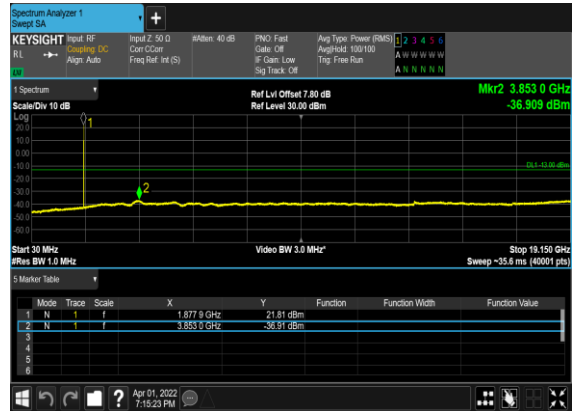 Spectrum Analyzer 1
Swept SA
+
KEYSIGHT Input: RF Input Z: 50 Ω #Atten: 40 dB PNO: Fast Avg Type: Power (RMS) 1 2 3 4 5 6
RL Coupling: DC Corr CCorr Gate: Off Avg|Hold: 100/100 A W W W W W
Align: Auto Freq Ref: Int (S) IF Gain: Low Trig: Free Run
Sig Track: Off A N N N N N
1 Spectrum Ref Lvl Offset 7.80 dB Mkr2 3.853 0 GHz
Scale/Div 10 dB Ref Level 30.00 dBm -36.909 dBm
Log
1
20.0
10.0
0.00
-10.0 DL1 -13.00 dBm
-20.0
-30.0 2
-40.0
-50.0
-60.0
Start 30 MHz Video BW 3.0 MHz* Stop 19.150 GHz
#Res BW 1.0 MHz Sweep ~35.6 ms (40001 pts)
5 Marker Table
Mode Trace Scale X Y Function Function Width Function Value
1 N 1 f 1.877 9 GHz 21.81 dBm
2 N 1 f 3.853 0 GHz -36.91 dBm
3
4
5
6
? Apr 01, 2022
7:15:23 PM